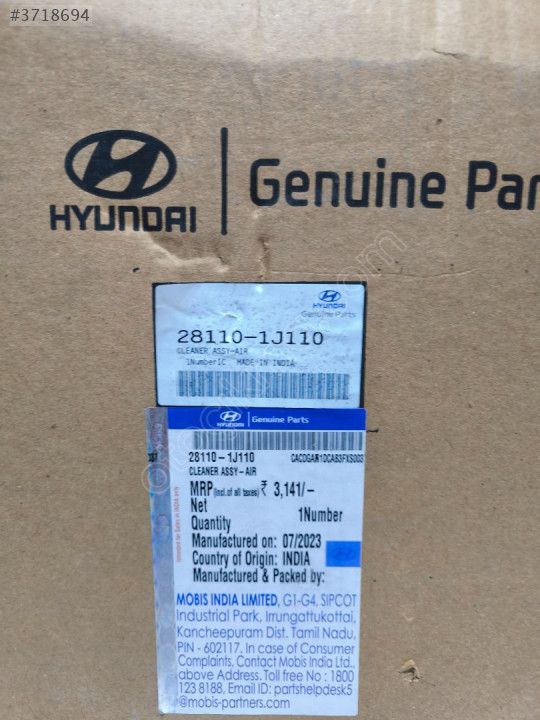 #3718694
HYUNDAI
Genuine Par
HYUNDAI
Genuine Parts
28110-1J110
CLEANER ASSY-AIR
1NumberIC MADE IN INDIA
HYUNDAI | Genuine Parts
28110-1J110
CLEANER ASSY-AIR
MRP(incl.of all taxes)₹ 3,141/-
Net
Quantity 1Number
Manufactured on: 07/2023
Country of Origin: INDIA
Manufactured & Packed by:
MOBIS INDIA LIMITED, G1-G4, SIPCOT
Industrial Park, Irrungattukottai,
Kancheepuram Dist. Tamil Nadu,
PIN - 602117. In case of Consumer
Complaints, Contact Mobis India Ltd.,
above Address. Toll free No : 1800
123 8188, Email ID: partshelpdesk5
@mobis-partners.com